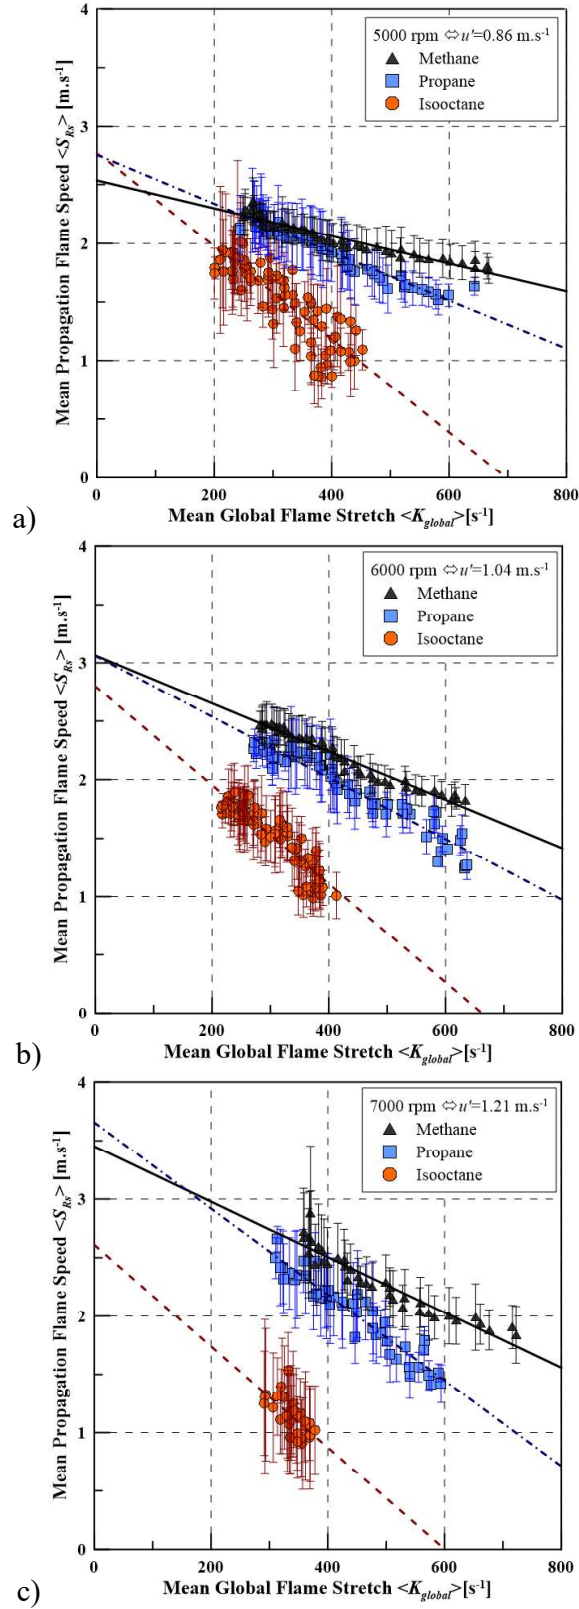 4
5000 rpm ⇔ u'=0.86 m.s-1
Methane
Propane
Isooctane
3
2
1
0
Mean Propagation Flame Speed <S_Rs> [m.s-1]
0 200 400 600 800
a) Mean Global Flame Stretch <K_global>[s-1]
4
6000 rpm ⇔ u'=1.04 m.s-1
Methane
Propane
Isooctane
3
2
1
0
Mean Propagation Flame Speed <S_Rs> [m.s-1]
0 200 400 600 800
b) Mean Global Flame Stretch <K_global>[s-1]
4
7000 rpm ⇔ u'=1.21 m.s-1
Methane
Propane
Isooctane
3
2
1
0
Mean Propagation Flame Speed <S_Rs> [m.s-1]
0 200 400 600 800
c) Mean Global Flame Stretch <K_global>[s-1]